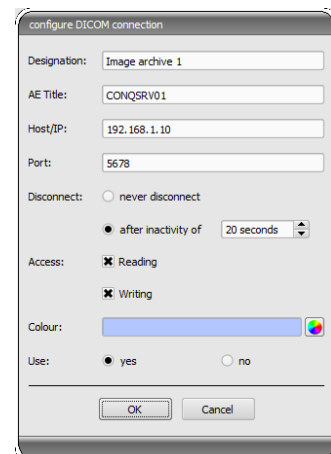 configure DICOM connection
Designation: Image archive 1
AE Title: CONQSRV01
Host/IP: 192.168.1.10
Port: 5678
Disconnect: never disconnect
after inactivity of 20 seconds
Access: Reading
Writing
Colour:
Use: yes no
OK Cancel